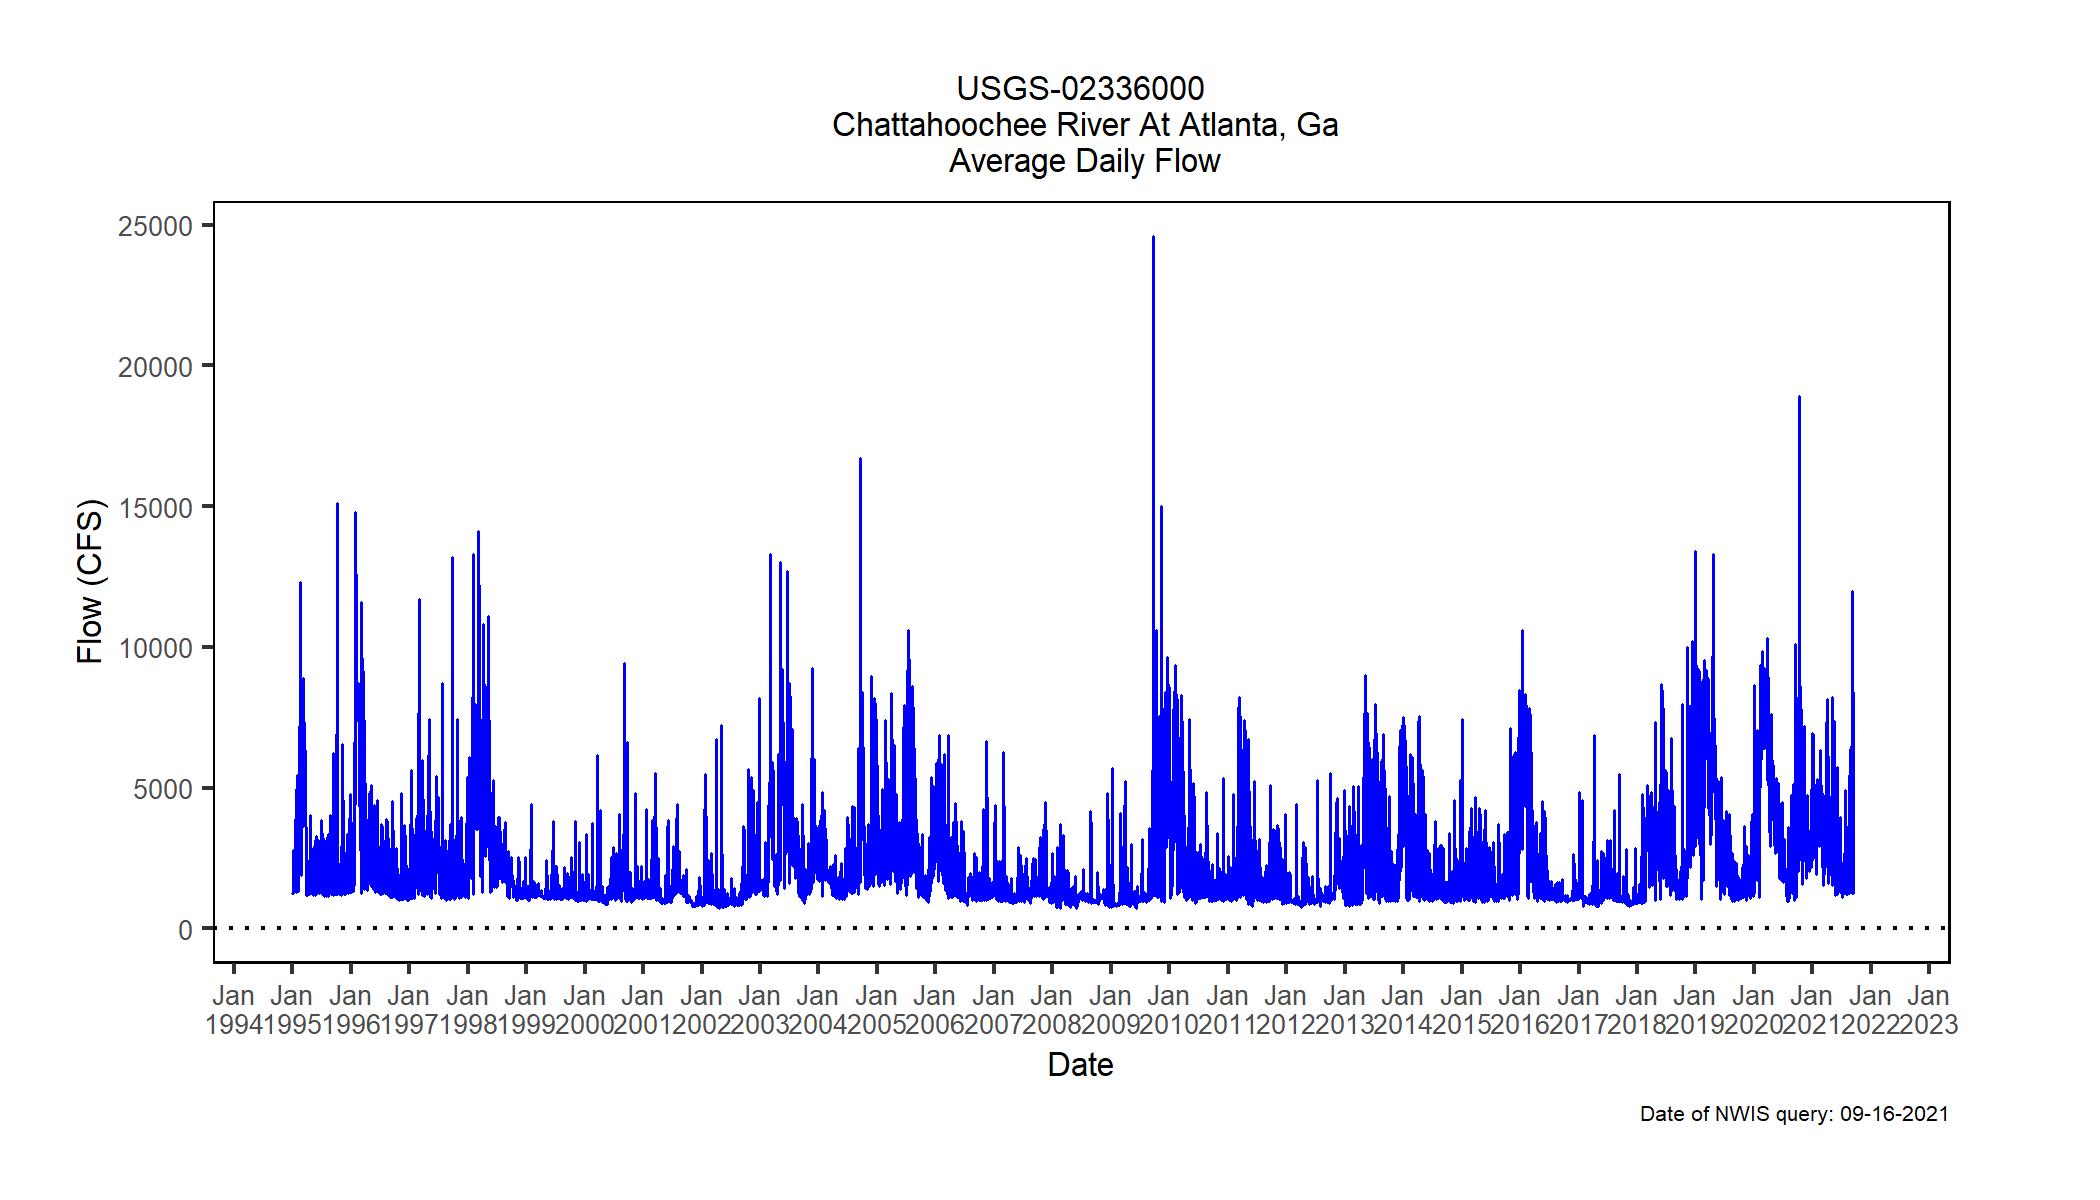 USGS-02336000
Chattahoochee River At Atlanta, Ga
Average Daily Flow
Flow (CFS)
25000
20000
15000
10000
5000
0
Jan Jan Jan Jan Jan Jan Jan Jan Jan Jan Jan Jan Jan Jan Jan Jan Jan Jan Jan Jan Jan Jan Jan Jan Jan Jan Jan Jan Jan Jan
1994 1995 1996 1997 1998 1999 2000 2001 2002 2003 2004 2005 2006 2007 2008 2009 2010 2011 2012 2013 2014 2015 2016 2017 2018 2019 2020 2021 2022 2023
Date
Date of NWIS query: 09-16-2021